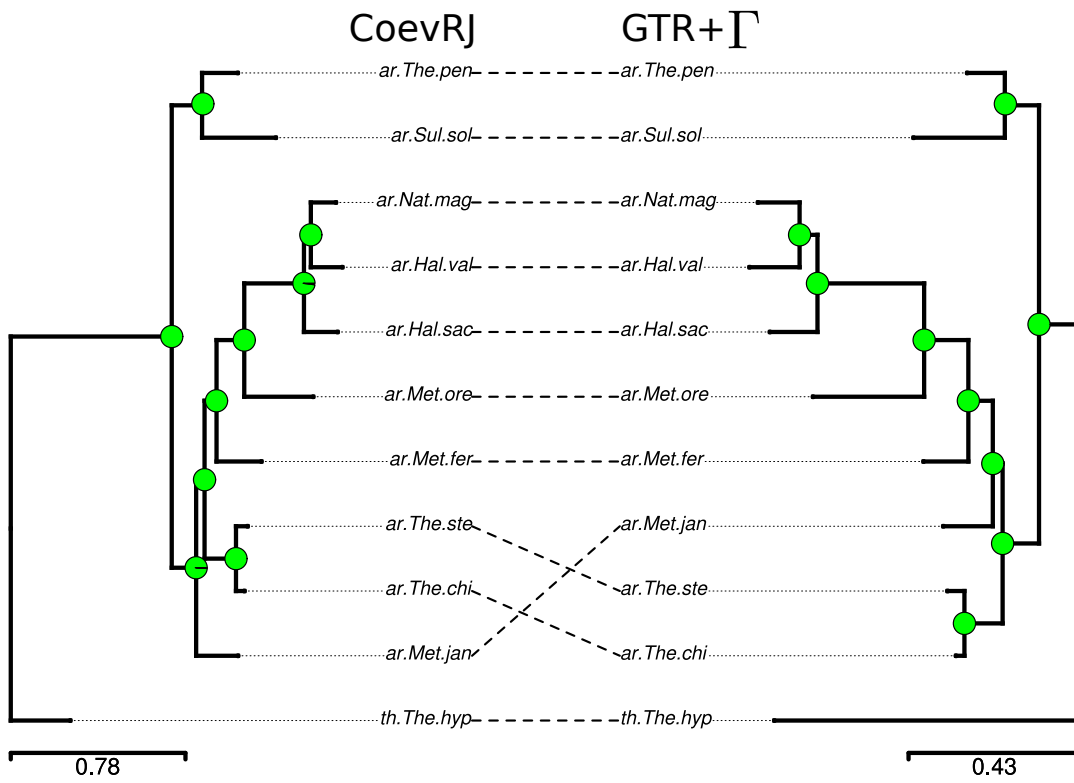 CoevRJ GTR+Γ
ar.The.pen ar.The.pen
ar.Sul.sol ar.Sul.sol
ar.Nat.mag ar.Nat.mag
ar.Hal.val ar.Hal.val
ar.Hal.sac ar.Hal.sac
ar.Met.ore ar.Met.ore
ar.Met.fer ar.Met.fer
ar.The.ste ar.Met.jan
ar.The.chi ar.The.ste
ar.Met.jan ar.The.chi
th.The.hyp th.The.hyp
0.78 0.43